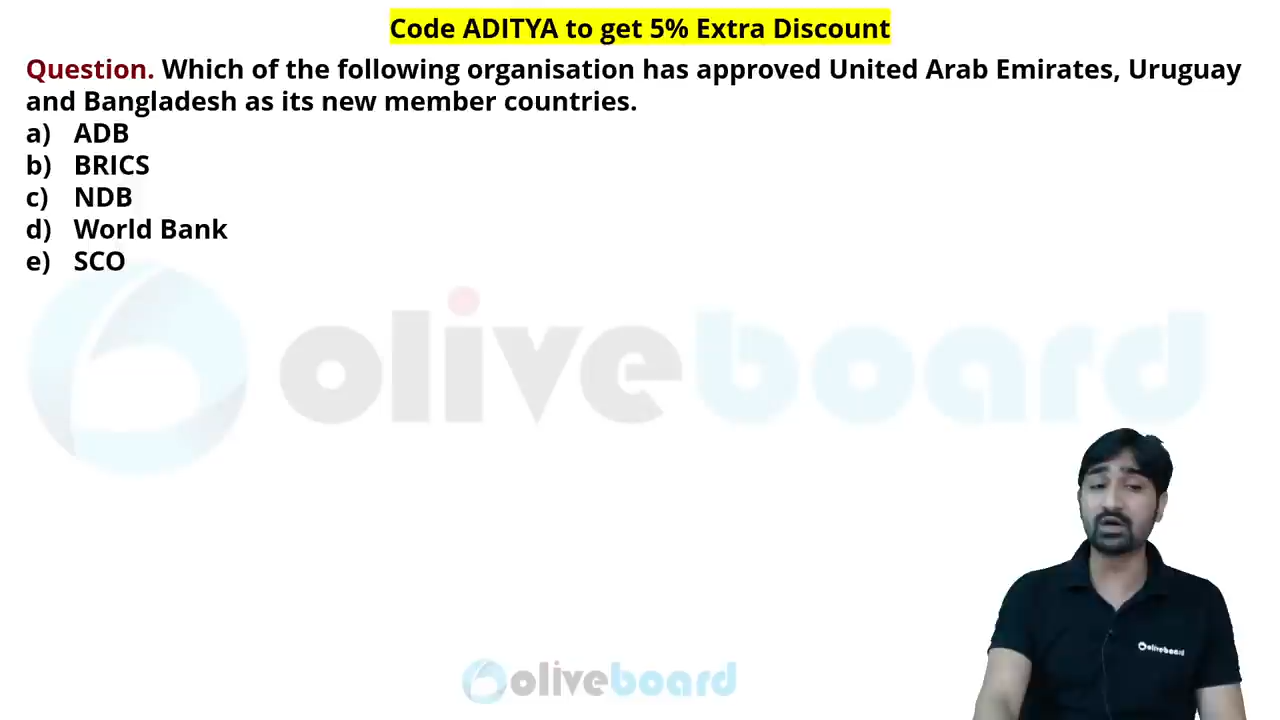 Code ADITYA to get 5% Extra Discount
Question. Which of the following organisation has approved United Arab Emirates, Uruguay
and Bangladesh as its new member countries.
a) ADB
b) BRICS
c) NDB
d) World Bank
e) SCO
oliveboard
oliveboard
oliveboard